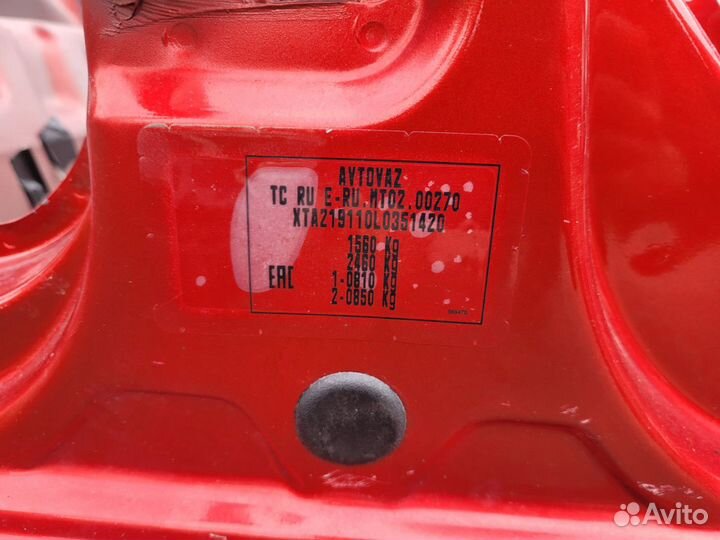 AVTOVAZ
TC RU E-RU.MT02.00270
XTA219110L0351420
1560 Kg
2460 Kg
EAC
1-0810 Kg
2-0850 Kg
Avito